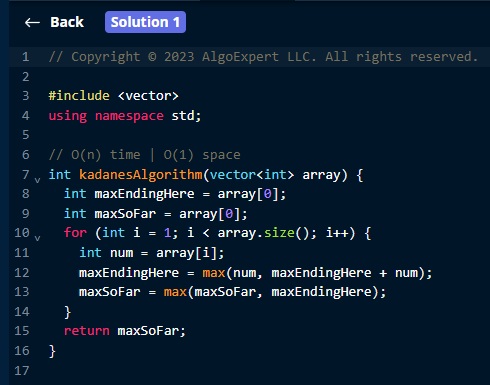 ← Back Solution 1
1 // Copyright © 2023 AlgoExpert LLC. All rights reserved.
2
3 #include <vector>
4 using namespace std;
5
6 // O(n) time | O(1) space
7 int kadanesAlgorithm(vector<int> array) {
8   int maxEndingHere = array[0];
9   int maxSoFar = array[0];
10   for (int i = 1; i < array.size(); i++) {
11     int num = array[i];
12     maxEndingHere = max(num, maxEndingHere + num);
13     maxSoFar = max(maxSoFar, maxEndingHere);
14   }
15   return maxSoFar;
16 }
17